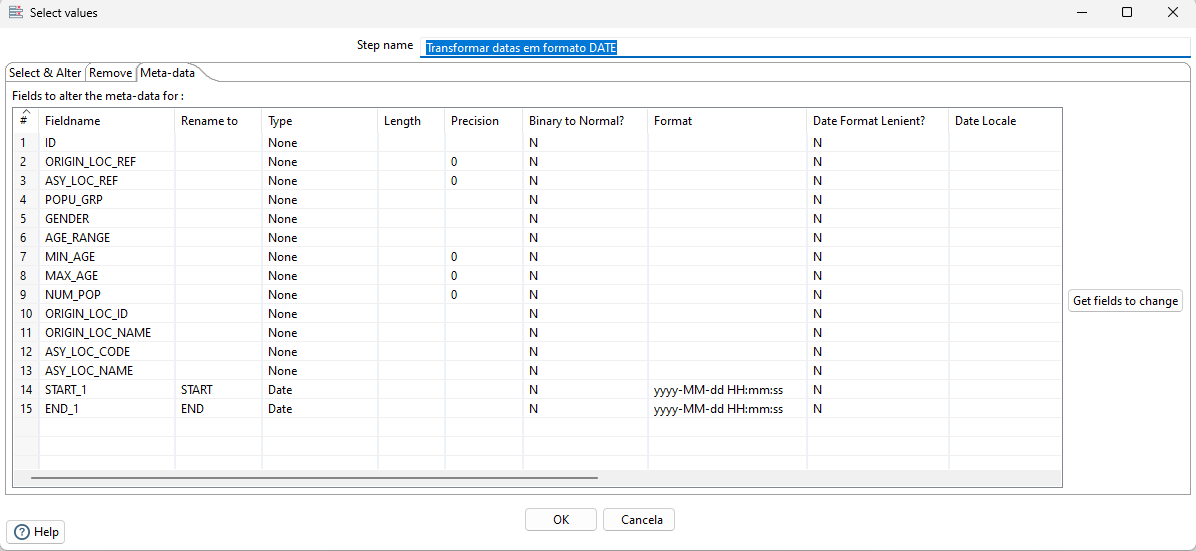 Select values
Step name Transformar datas em formato DATE
Select & Alter Remove Meta-data
Fields to alter the meta-data for :
# Fieldname Rename to Type Length Precision Binary to Normal? Format Date Format Lenient? Date Locale
1 ID None N N
2 ORIGIN_LOC_REF None 0 N N
3 ASY_LOC_REF None 0 N N
4 POPU_GRP None N N
5 GENDER None N N
6 AGE_RANGE None N N
7 MIN_AGE None 0 N N
8 MAX_AGE None 0 N N
9 NUM_POP None 0 N N
10 ORIGIN_LOC_ID None N N
11 ORIGIN_LOC_NAME None N N
12 ASY_LOC_CODE None N N
13 ASY_LOC_NAME None N N
14 START_1 START Date N yyyy-MM-dd HH:mm:ss N
15 END_1 END Date N yyyy-MM-dd HH:mm:ss N
Get fields to change
OK Cancela
? Help